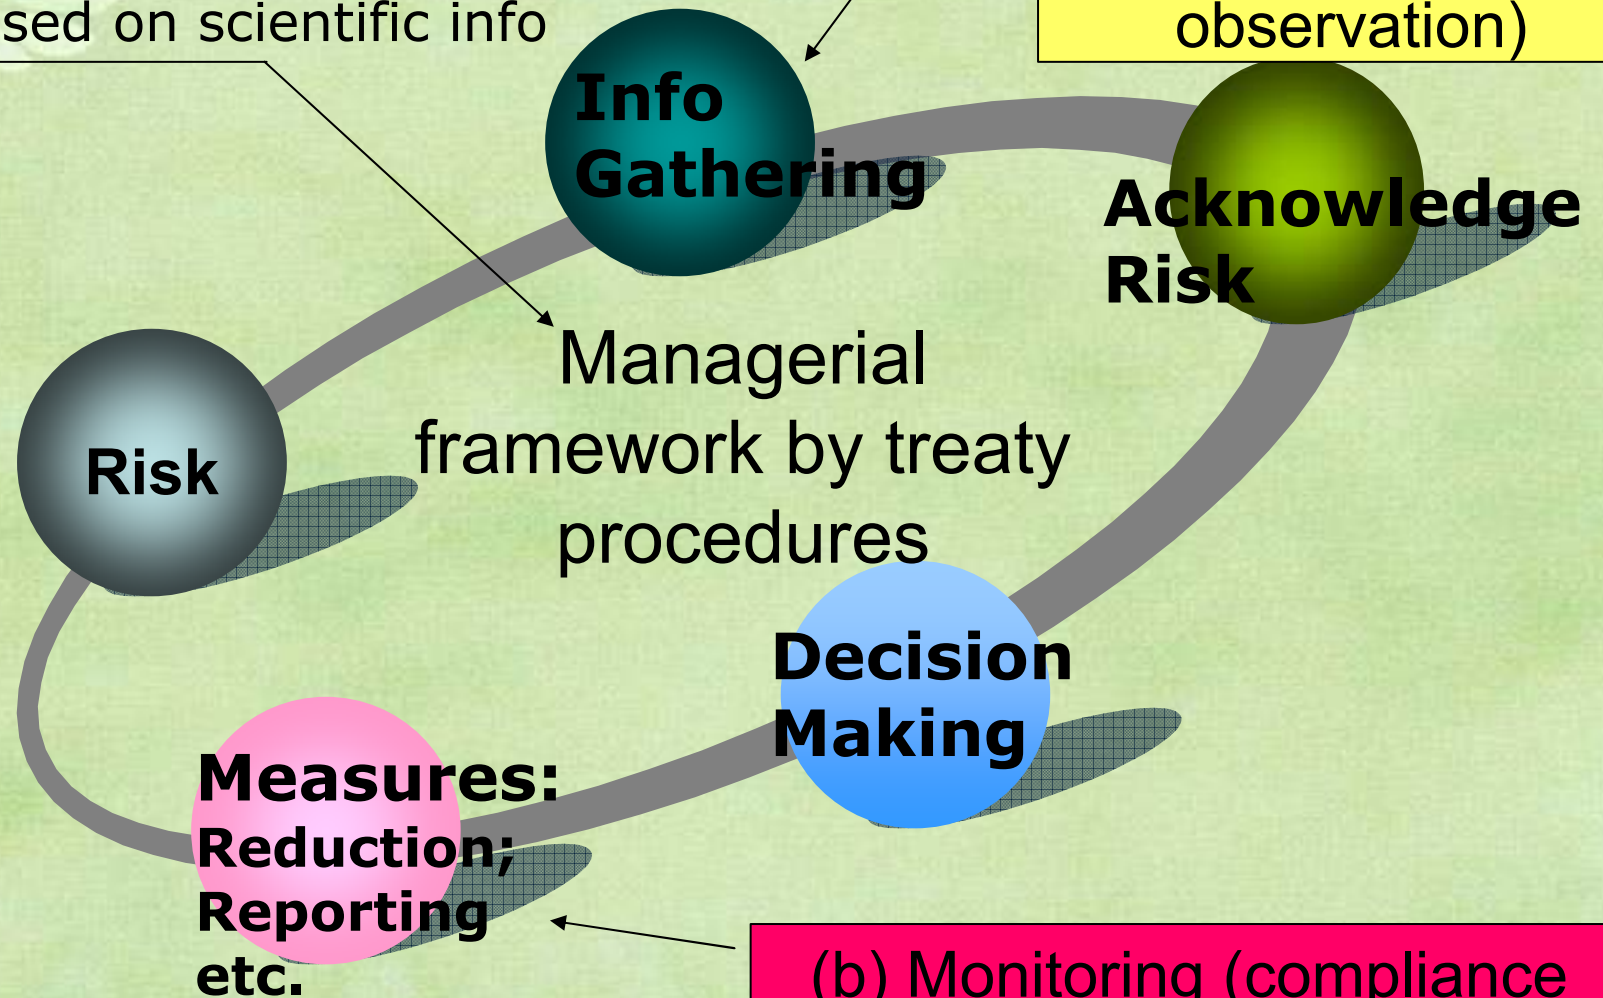 sed on scientific info
observation)
Info
Gathering
Acknowledge
Risk
Managerial
framework by treaty
procedures
Risk
Decision
Making
Measures:
Reduction;
Reporting
etc.
(b) Monitoring (compliance